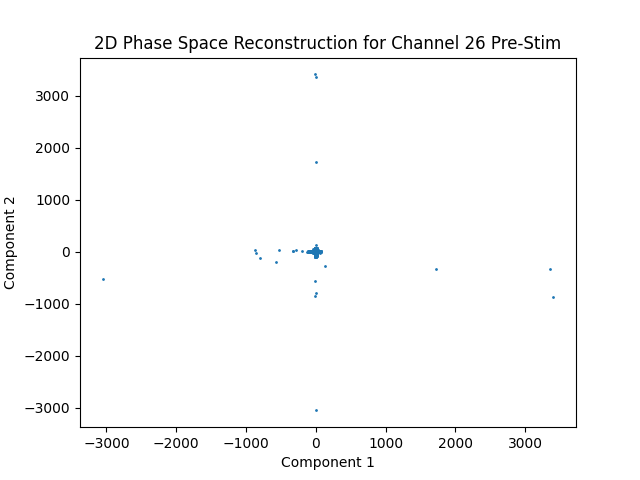 2D Phase Space Reconstruction for Channel 26 Pre-Stim
3000
2000
1000
0
−1000
−2000
−3000
Component 2
−3000 −2000 −1000 0 1000 2000 3000
Component 1